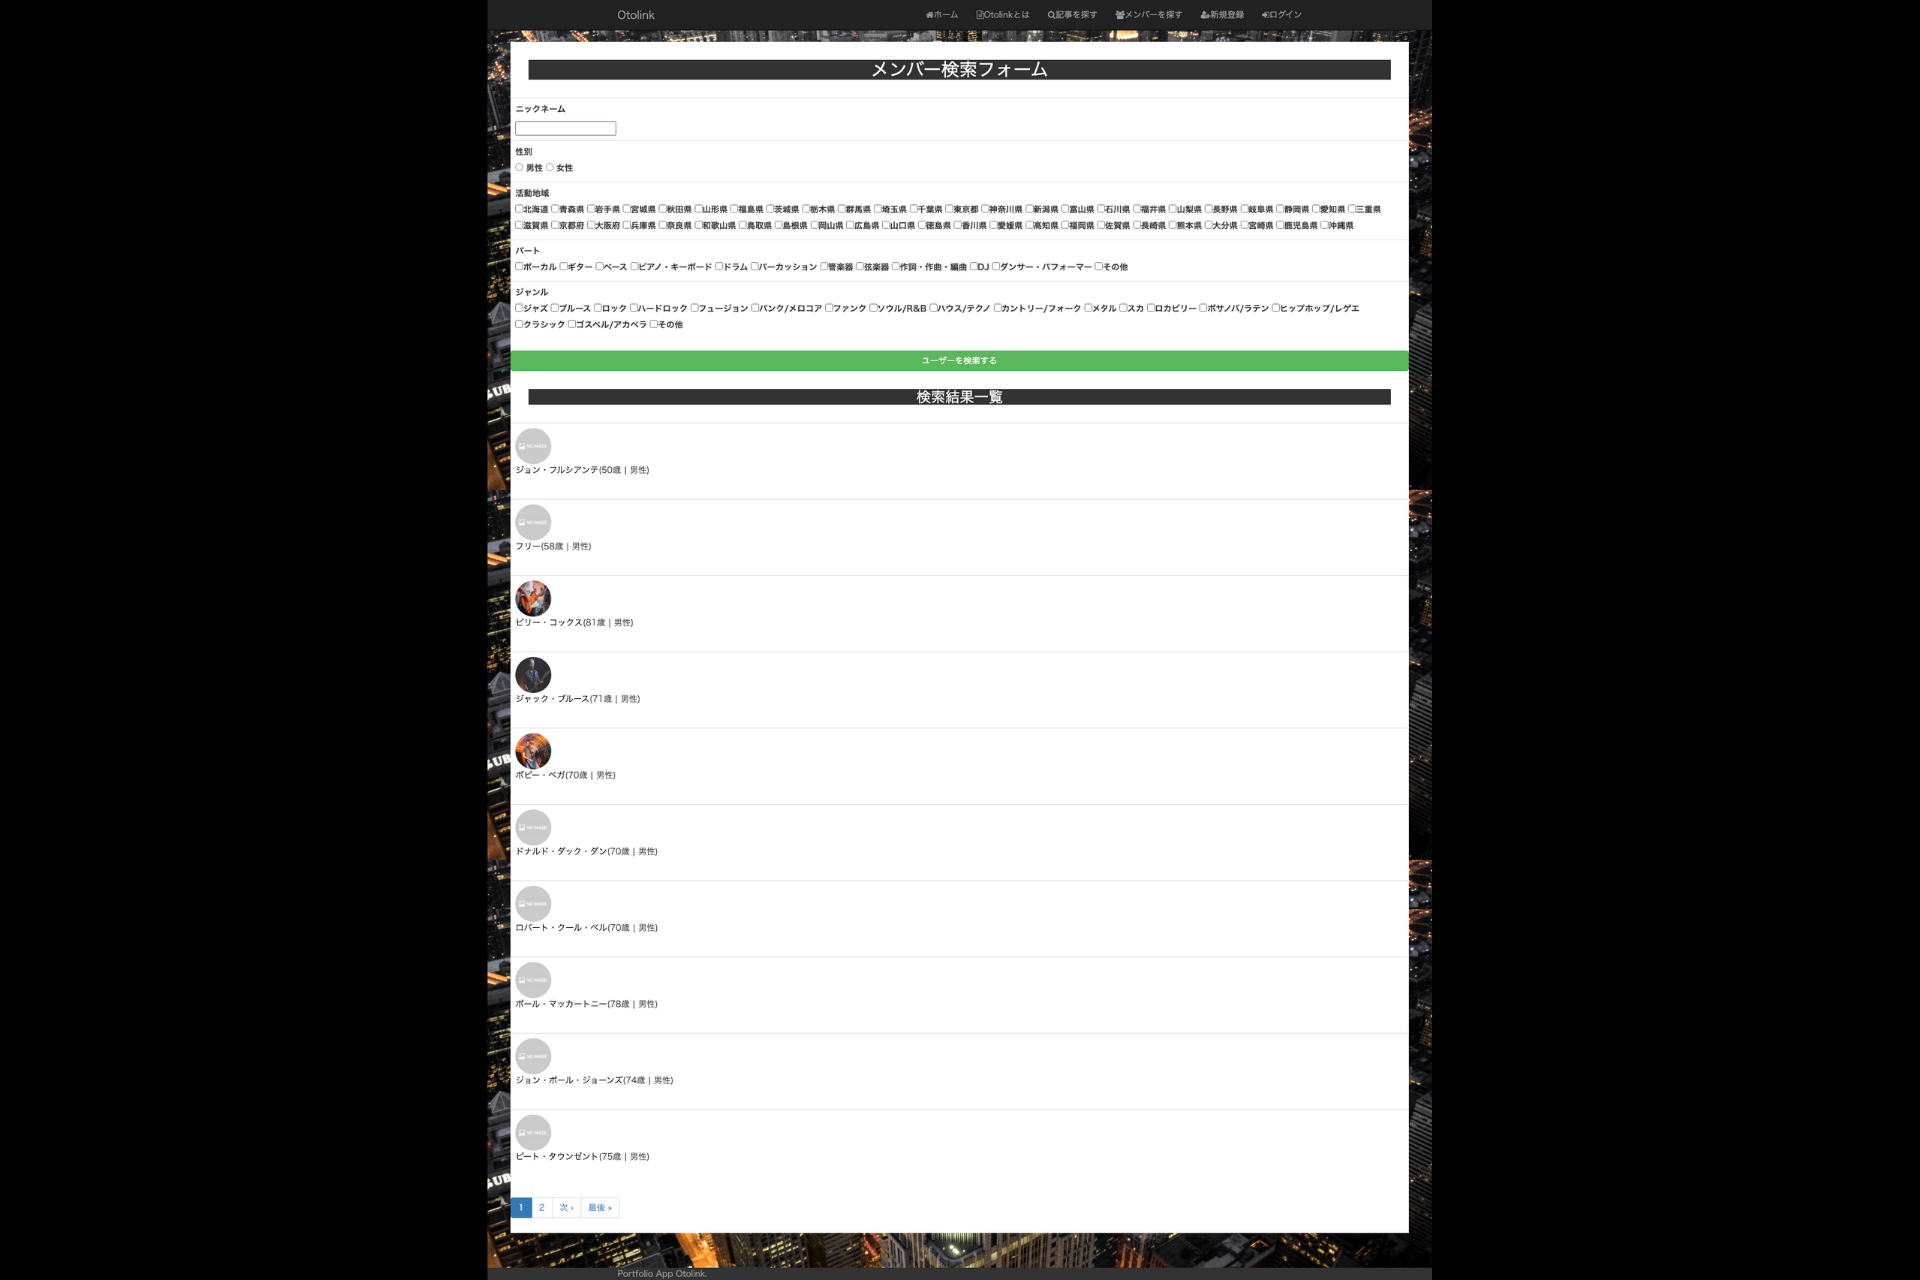 Otolink ホーム Otolinkとは 記事を探す メンバーを探す 新規登録 ログイン
メンバー検索フォーム
ニックネーム
性別
男性 女性
活動地域
北海道 青森県 岩手県 宮城県 秋田県 山形県 福島県 茨城県 栃木県 群馬県 埼玉県 千葉県 東京都 神奈川県 新潟県 富山県 石川県 福井県 山梨県 長野県 岐阜県 静岡県 愛知県 三重県
滋賀県 京都府 大阪府 兵庫県 奈良県 和歌山県 鳥取県 島根県 岡山県 広島県 山口県 徳島県 香川県 愛媛県 高知県 福岡県 佐賀県 長崎県 熊本県 大分県 宮崎県 鹿児島県 沖縄県
パート
ボーカル ギター ベース ピアノ・キーボード ドラム パーカッション 管楽器 弦楽器 作詞・作曲・編曲 DJ ダンサー・パフォーマー その他
ジャンル
ジャズ ブルース ロック ハードロック フュージョン パンク/メロコア ファンク ソウル/R&B ハウス/テクノ カントリー/フォーク メタル スカ ロカビリー ボサノバ/ラテン ヒップホップ/レゲエ
クラシック ゴスペル/アカペラ その他
ユーザーを検索する
検索結果一覧
NO IMAGE
ジョン・フルシアンテ(50歳 | 男性)
NO IMAGE
フリー(58歳 | 男性)
ビリー・コックス(81歳 | 男性)
ジャック・ブルース(71歳 | 男性)
ボビー・ベガ(70歳 | 男性)
NO IMAGE
ドナルド・ダック・ダン(70歳 | 男性)
NO IMAGE
ロバート・クール・ベル(70歳 | 男性)
NO IMAGE
ポール・マッカートニー(78歳 | 男性)
NO IMAGE
ジョン・ポール・ジョーンズ(74歳 | 男性)
NO IMAGE
ピート・タウンゼント(75歳 | 男性)
1 2 次 › 最後 »
Portfolio App Otolink.